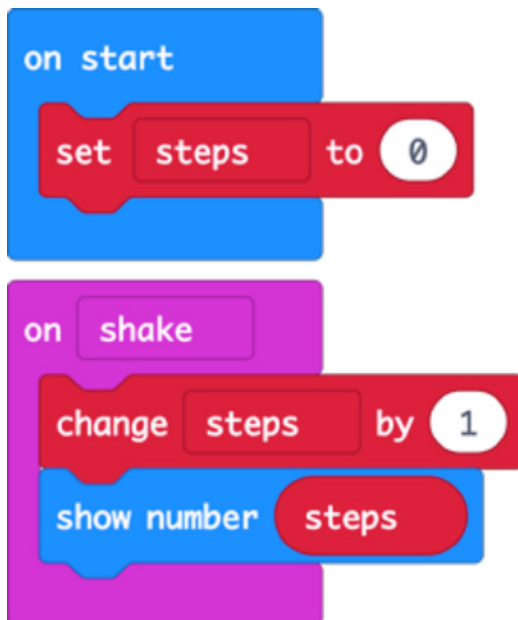 on start
set steps to 0
on shake
change steps by 1
show number steps